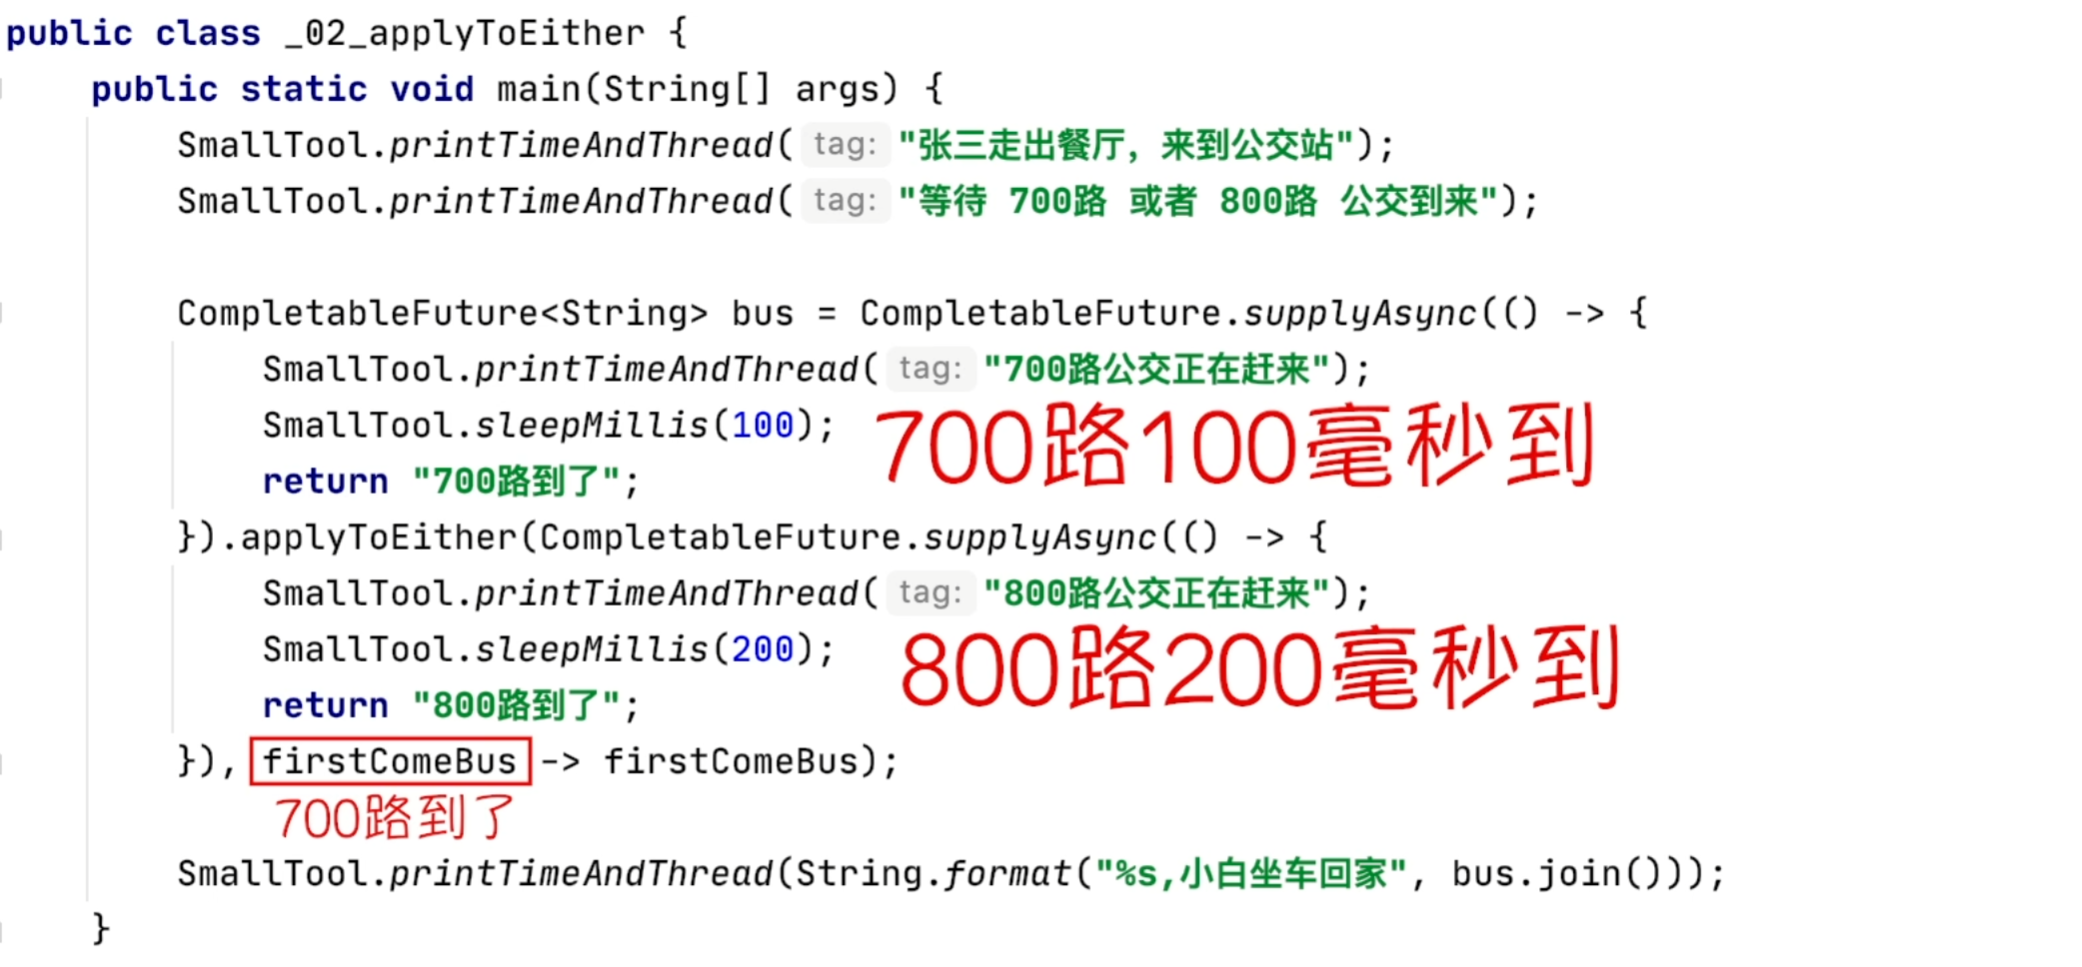 public class _02_applyToEither {
public static void main(String[] args) {
SmallTool.printTimeAndThread( tag: "张三走出餐厅, 来到公交站");
SmallTool.printTimeAndThread( tag: "等待 700路 或者 800路 公交到来");
CompletableFuture<String> bus = CompletableFuture.supplyAsync(() -> {
SmallTool.printTimeAndThread( tag: "700路公交正在赶来");
SmallTool.sleepMillis(100);
700路100毫秒到
return "700路到了";
}).applyToEither(CompletableFuture.supplyAsync(() -> {
SmallTool.printTimeAndThread( tag: "800路公交正在赶来");
SmallTool.sleepMillis(200);
800路200毫秒到
return "800路到了";
}), firstComeBus -> firstComeBus);
700路到了
SmallTool.printTimeAndThread(String.format("%s,小白坐车回家", bus.join()));
}